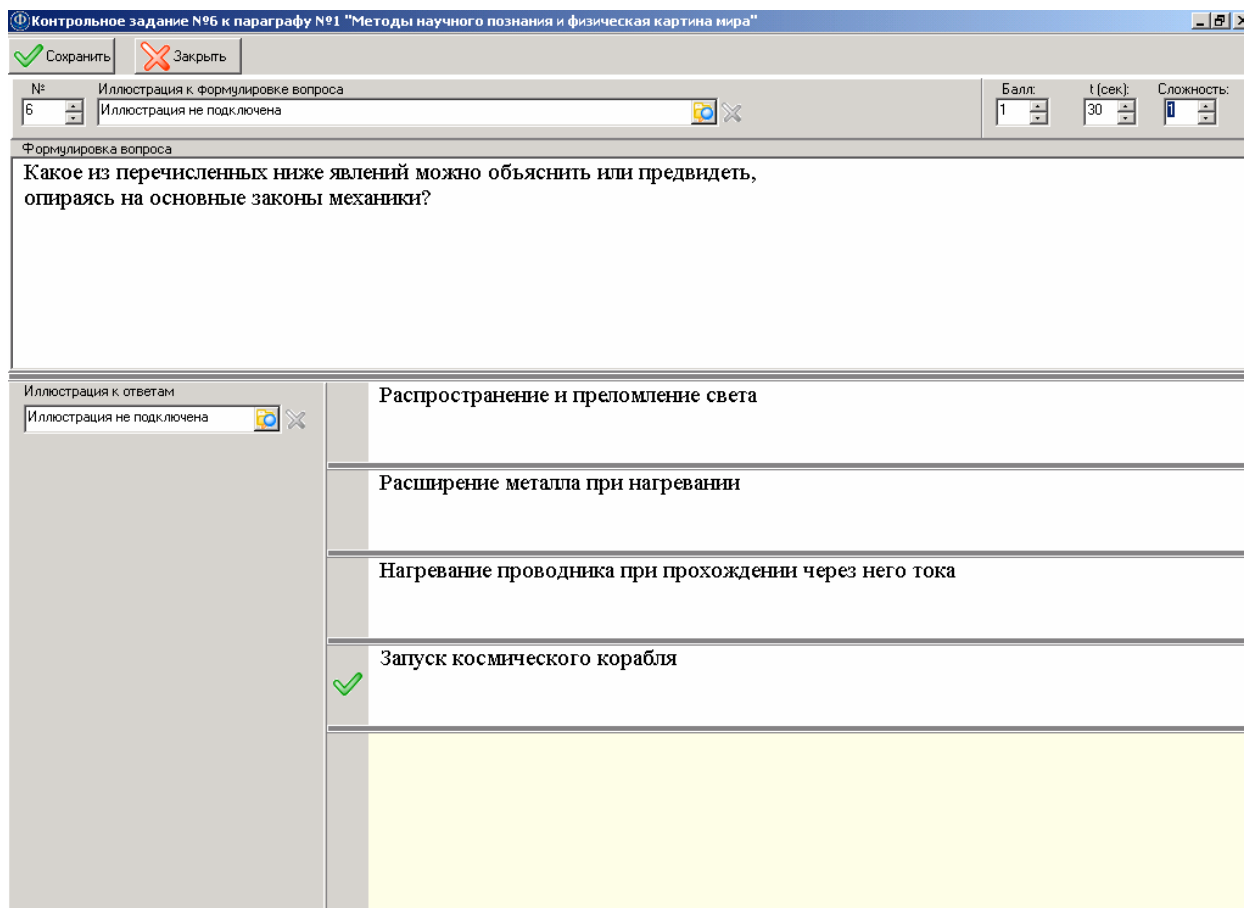 Контрольное задание №6 к параграфу №1 "Методы научного познания и физическая картина мира"
Сохранить Закрыть
№ Иллюстрация к формулировке вопроса Балл: t (сек): Сложность:
6 Иллюстрация не подключена 1 30 1
Формулировка вопроса
Какое из перечисленных ниже явлений можно объяснить или предвидеть,
опираясь на основные законы механики?
Иллюстрация к ответам
Иллюстрация не подключена
Распространение и преломление света
Расширение металла при нагревании
Нагревание проводника при прохождении через него тока
Запуск космического корабля